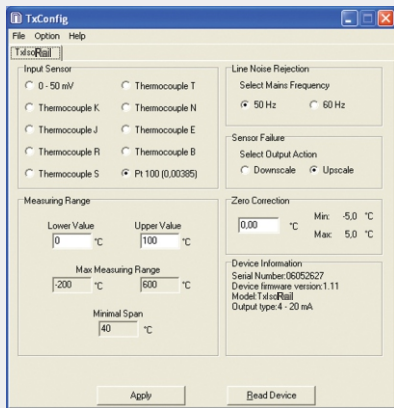 TxConfig
File Option Help
TxIsoRail
Input Sensor
0 - 50 mV
Thermocouple T
Thermocouple K
Thermocouple N
Thermocouple J
Thermocouple E
Thermocouple R
Thermocouple B
Thermocouple S
Pt 100 (0,00385)
Line Noise Rejection
Select Mains Frequency
50 Hz
60 Hz
Sensor Failure
Select Output Action
Downscale
Upscale
Measuring Range
Lower Value
Upper Value
0 °C
100 °C
Max Measuring Range
-200 °C
600 °C
Minimal Span
40 °C
Zero Correction
0,00 °C
Min: -5,0 °C
Max: 5,0 °C
Device Information
Serial Number:06052627
Device firmware version:1.11
Model:TxIsoRail
Output type:4 - 20 mA
Apply
Read Device